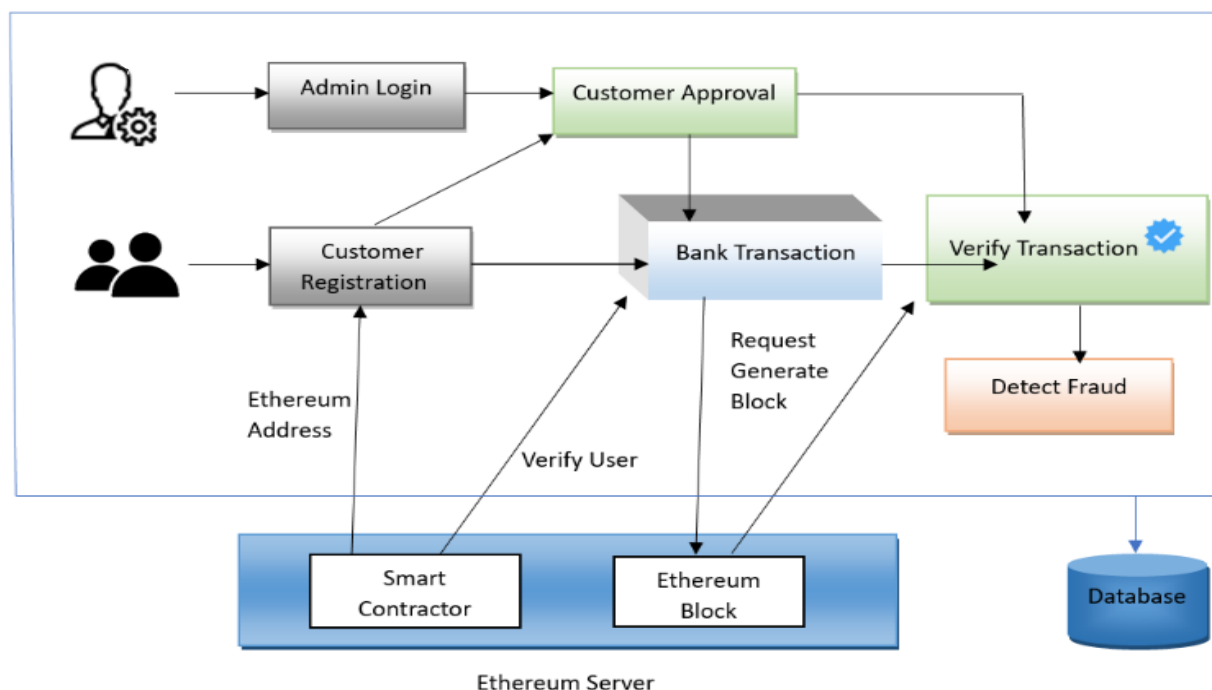 Admin Login
Customer Approval
Customer
Registration
Bank Transaction
Verify Transaction
Request
Generate
Block
Detect Fraud
Ethereum
Address
Verify User
Smart
Contractor
Ethereum
Block
Database
Ethereum Server